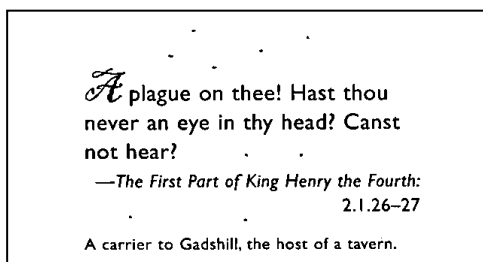 A plague on thee! Hast thou
never an eye in thy head? Canst
not hear?
—The First Part of King Henry the Fourth:
2.1.26–27
A carrier to Gadshill, the host of a tavern.